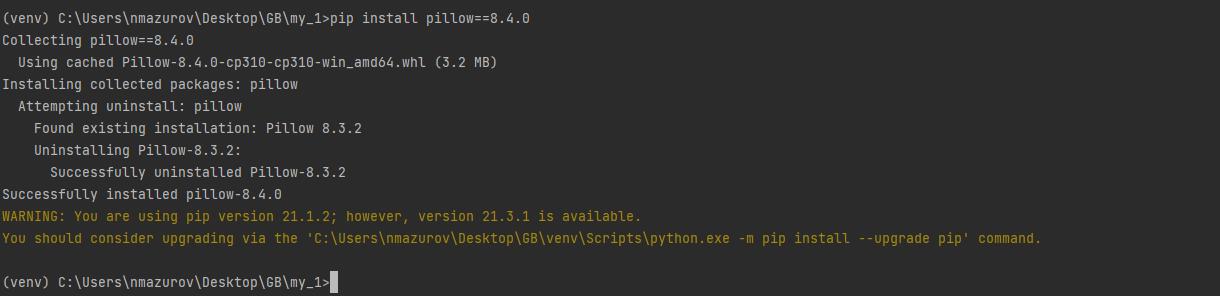 (venv) C:\Users\nmazurov\Desktop\GB\my_1>pip install pillow==8.4.0
Collecting pillow==8.4.0
  Using cached Pillow-8.4.0-cp310-cp310-win_amd64.whl (3.2 MB)
Installing collected packages: pillow
  Attempting uninstall: pillow
    Found existing installation: Pillow 8.3.2
    Uninstalling Pillow-8.3.2:
      Successfully uninstalled Pillow-8.3.2
Successfully installed pillow-8.4.0
WARNING: You are using pip version 21.1.2; however, version 21.3.1 is available.
You should consider upgrading via the 'C:\Users\nmazurov\Desktop\GB\venv\Scripts\python.exe -m pip install --upgrade pip' command.
(venv) C:\Users\nmazurov\Desktop\GB\my_1>